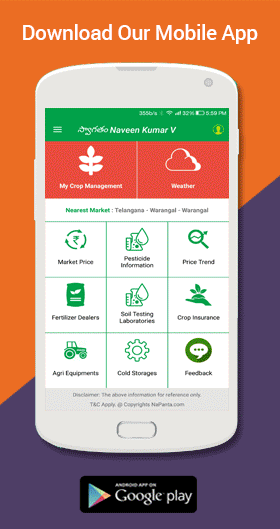 Download Our Mobile App
355b/s 32% 5:59 PM
స్వాగతం Naveen Kumar V
My Crop Management
Weather
Nearest Market : Telangana - Warangal - Warangal
Market Price
Pesticide
Information
Price Trend
Fertilizer Dealers
Soil Testing
Laboratories
Crop Insurance
Agri Equipments
Cold Storages
Feedback
Disclaimer: The above information for reference only.
T&C Apply. @ Copyrights NaPanta.com
ANDROID APP ON
Google play